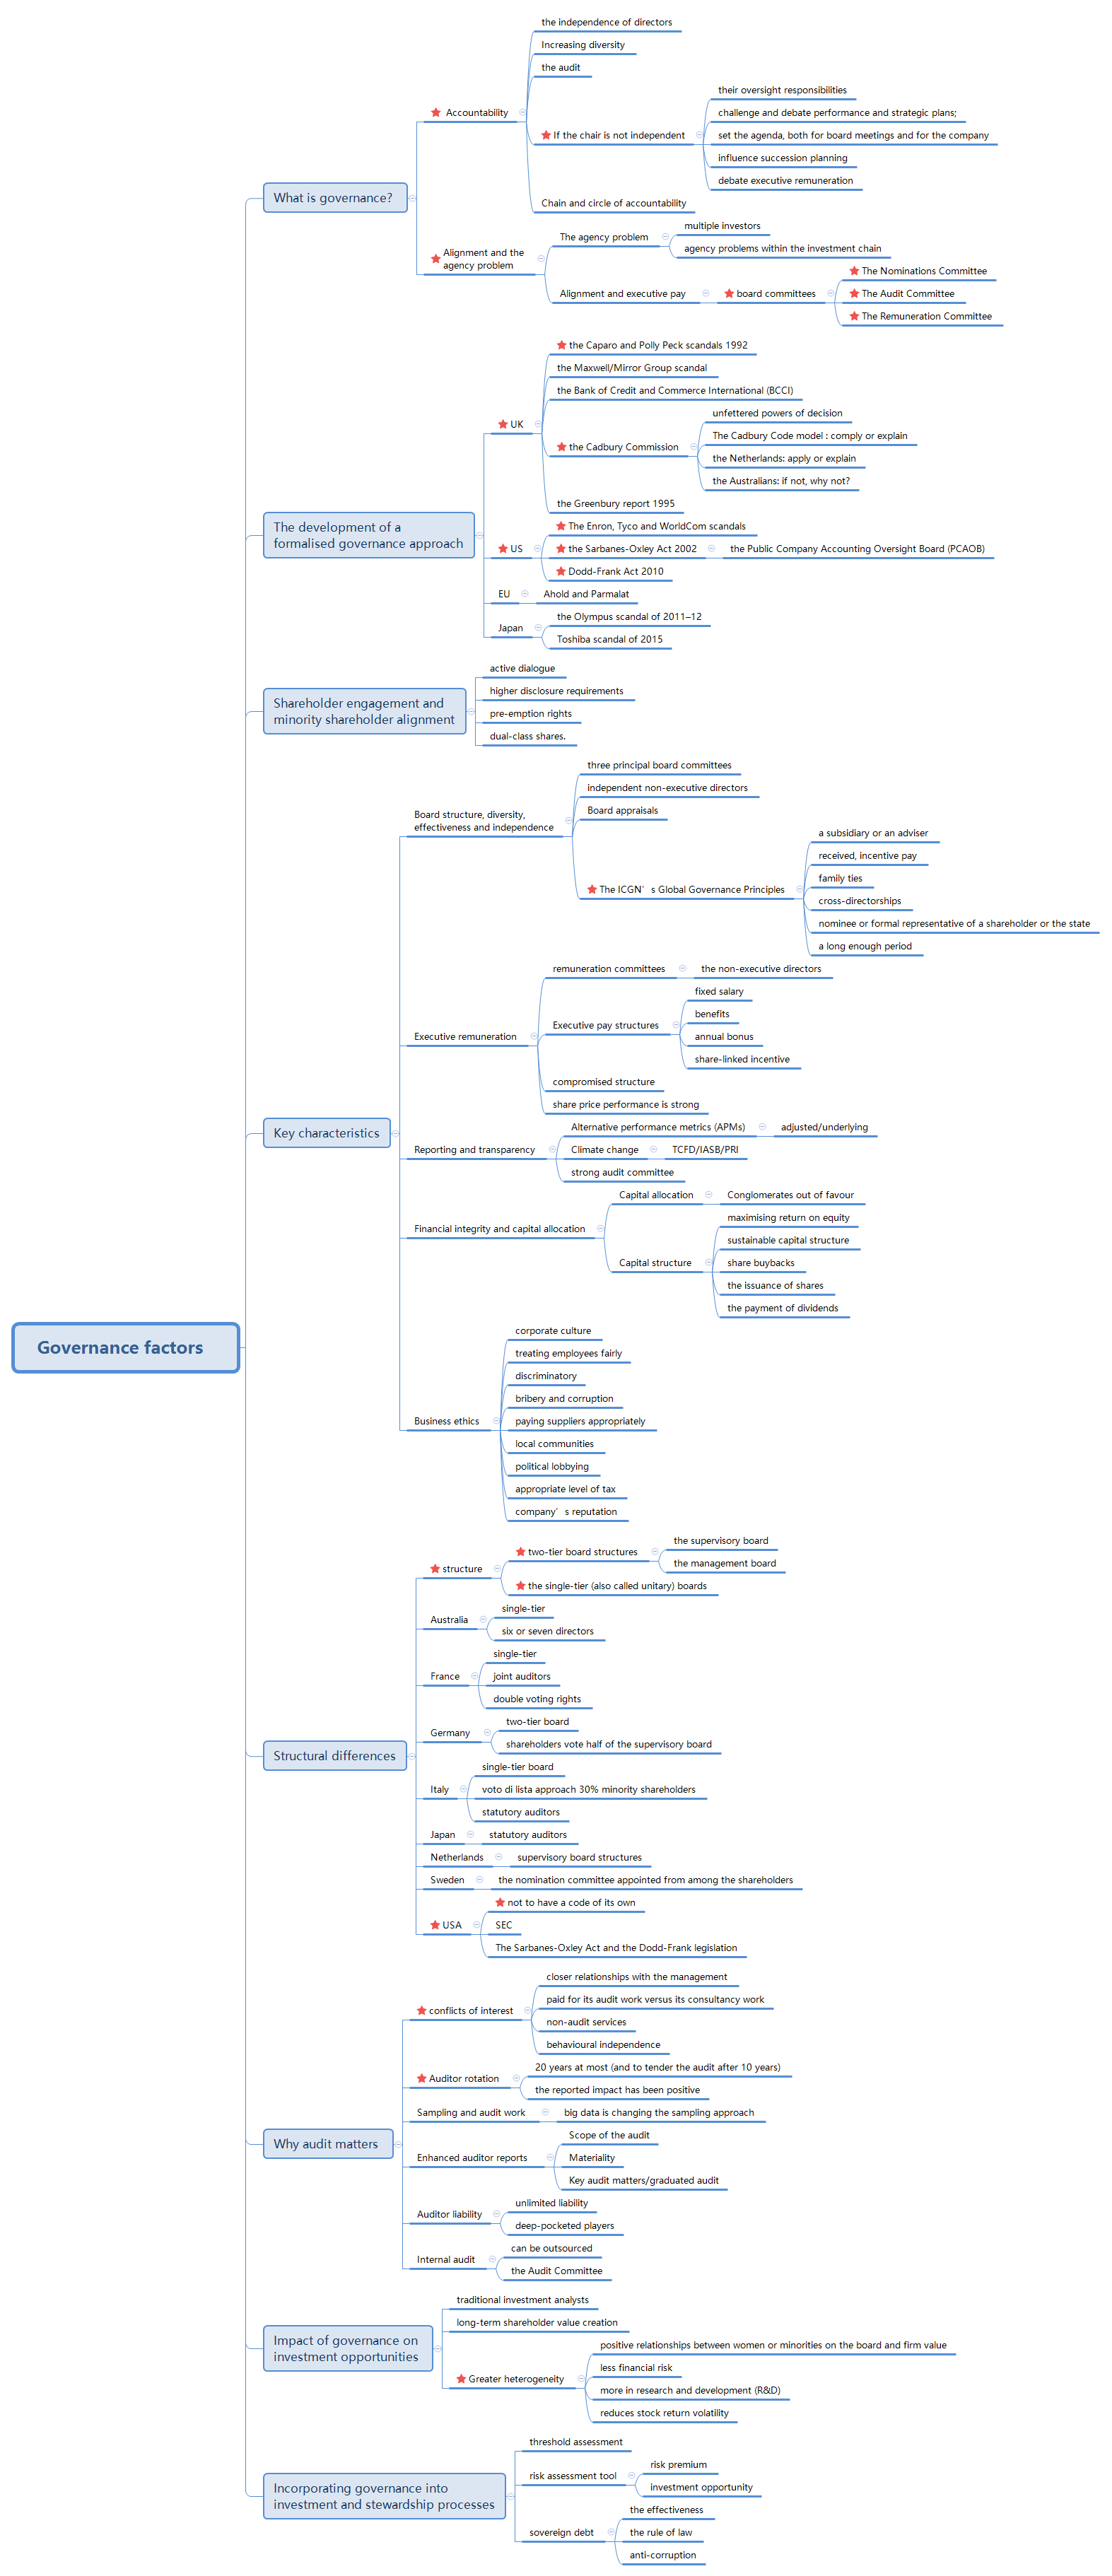 Governance factors
What is governance?
Accountability
the independence of directors
Increasing diversity
the audit
If the chair is not independent
their oversight responsibilities
challenge and debate performance and strategic plans;
set the agenda, both for board meetings and for the company
influence succession planning
debate executive remuneration
Chain and circle of accountability
Alignment and the
agency problem
The agency problem
multiple investors
agency problems within the investment chain
Alignment and executive pay
board committees
The Nominations Committee
The Audit Committee
The Remuneration Committee
The development of a
formalised governance approach
UK
the Caparo and Polly Peck scandals 1992
the Maxwell/Mirror Group scandal
the Bank of Credit and Commerce International (BCCI)
the Cadbury Commission
unfettered powers of decision
The Cadbury Code model : comply or explain
the Netherlands: apply or explain
the Australians: if not, why not?
the Greenbury report 1995
US
The Enron, Tyco and WorldCom scandals
the Sarbanes-Oxley Act 2002
the Public Company Accounting Oversight Board (PCAOB)
Dodd-Frank Act 2010
EU
Ahold and Parmalat
Japan
the Olympus scandal of 2011–12
Toshiba scandal of 2015
Shareholder engagement and
minority shareholder alignment
active dialogue
higher disclosure requirements
pre-emption rights
dual-class shares.
Key characteristics
Board structure, diversity,
effectiveness and independence
three principal board committees
independent non-executive directors
Board appraisals
The ICGN's Global Governance Principles
a subsidiary or an adviser
received, incentive pay
family ties
cross-directorships
nominee or formal representative of a shareholder or the state
a long enough period
Executive remuneration
remuneration committees
the non-executive directors
Executive pay structures
fixed salary
benefits
annual bonus
share-linked incentive
compromised structure
share price performance is strong
Reporting and transparency
Alternative performance metrics (APMs)
adjusted/underlying
Climate change
TCFD/IASB/PRI
strong audit committee
Financial integrity and capital allocation
Capital allocation
Conglomerates out of favour
Capital structure
maximising return on equity
sustainable capital structure
share buybacks
the issuance of shares
the payment of dividends
Business ethics
corporate culture
treating employees fairly
discriminatory
bribery and corruption
paying suppliers appropriately
local communities
political lobbying
appropriate level of tax
company's reputation
Structural differences
structure
two-tier board structures
the supervisory board
the management board
the single-tier (also called unitary) boards
Australia
single-tier
six or seven directors
France
single-tier
joint auditors
double voting rights
Germany
two-tier board
shareholders vote half of the supervisory board
Italy
single-tier board
voto di lista approach 30% minority shareholders
statutory auditors
Japan
statutory auditors
Netherlands
supervisory board structures
Sweden
the nomination committee appointed from among the shareholders
USA
not to have a code of its own
SEC
The Sarbanes-Oxley Act and the Dodd-Frank legislation
Why audit matters
conflicts of interest
closer relationships with the management
paid for its audit work versus its consultancy work
non-audit services
behavioural independence
Auditor rotation
20 years at most (and to tender the audit after 10 years)
the reported impact has been positive
Sampling and audit work
big data is changing the sampling approach
Enhanced auditor reports
Scope of the audit
Materiality
Key audit matters/graduated audit
Auditor liability
unlimited liability
deep-pocketed players
Internal audit
can be outsourced
the Audit Committee
Impact of governance on
investment opportunities
traditional investment analysts
long-term shareholder value creation
Greater heterogeneity
positive relationships between women or minorities on the board and firm value
less financial risk
more in research and development (R&D)
reduces stock return volatility
Incorporating governance into
investment and stewardship processes
threshold assessment
risk assessment tool
risk premium
investment opportunity
sovereign debt
the effectiveness
the rule of law
anti-corruption